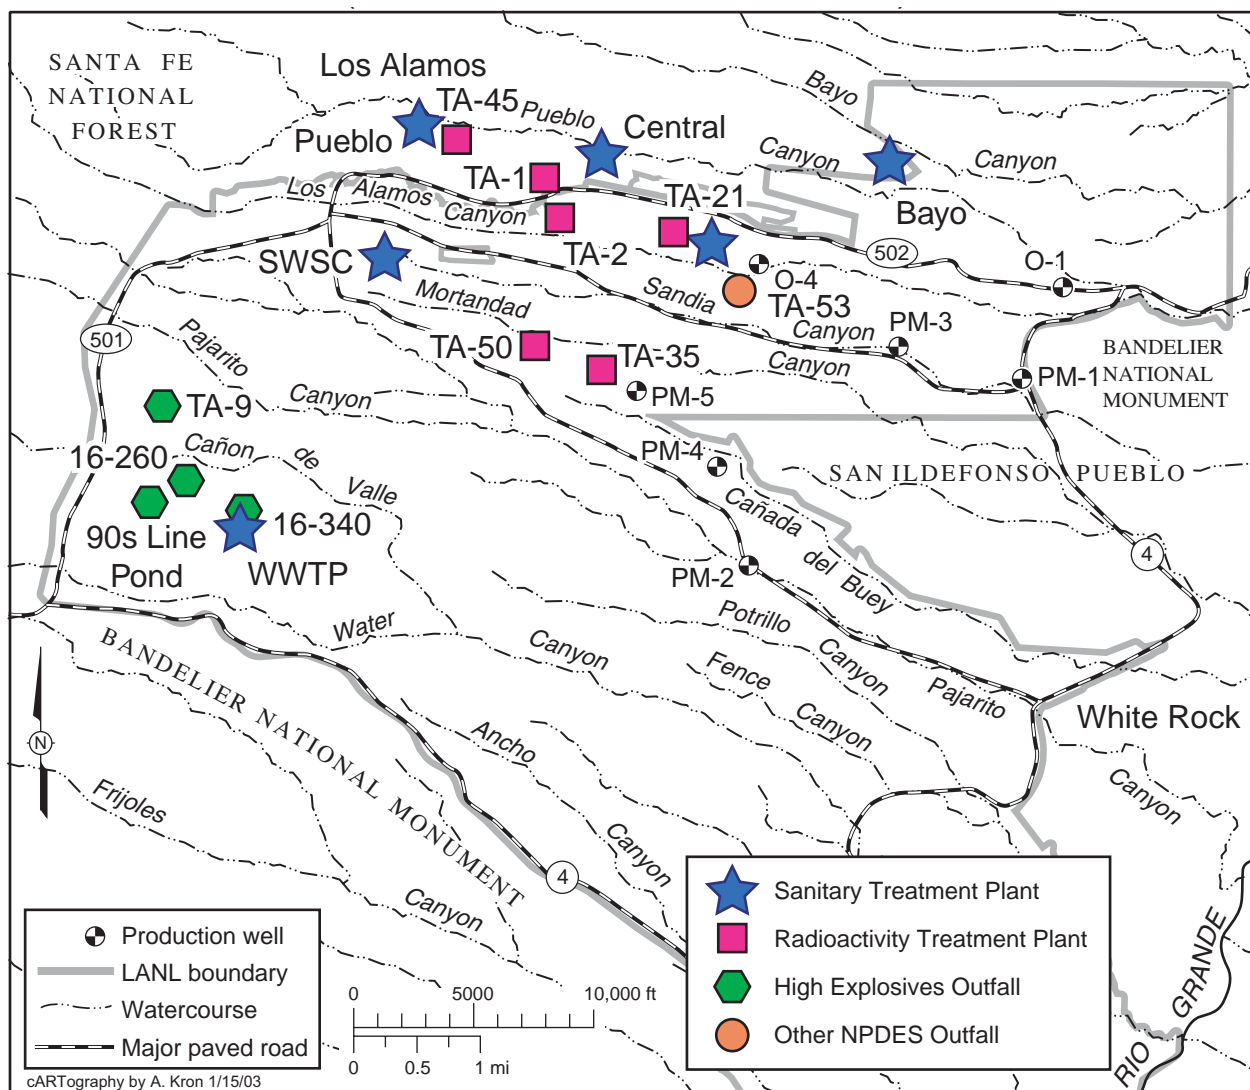 SANTA FE
NATIONAL
FOREST
Los Alamos
TA-45
Pueblo
Pueblo
Central
Bayo
Canyon
Canyon
Bayo
TA-1
Los Alamos Canyon
TA-21
TA-2
SWSC
502
O-1
O-4
TA-53
Sandia
Canyon
Mortandad
Canyon
PM-3
501
Pajarito
Canyon
TA-50
TA-35
PM-5
PM-1
BANDELIER
NATIONAL
MONUMENT
TA-9
16-260
Cañon de Valle
PM-4
SAN ILDEFONSO PUEBLO
90s Line
Pond
16-340
WWTP
Cañada del Buey
4
PM-2
Water
Canyon
Potrillo
Canyon
Fence
Canyon
Pajarito
White Rock
Canyon
BANDELIER NATIONAL MONUMENT
Ancho
Canyon
N
Frijoles
Canyon
4
RIO GRANDE
Production well
LANL boundary
Watercourse
Major paved road
0 5000 10,000 ft
0 0.5 1 mi
Sanitary Treatment Plant
Radioactivity Treatment Plant
High Explosives Outfall
Other NPDES Outfall
cARTography by A. Kron 1/15/03